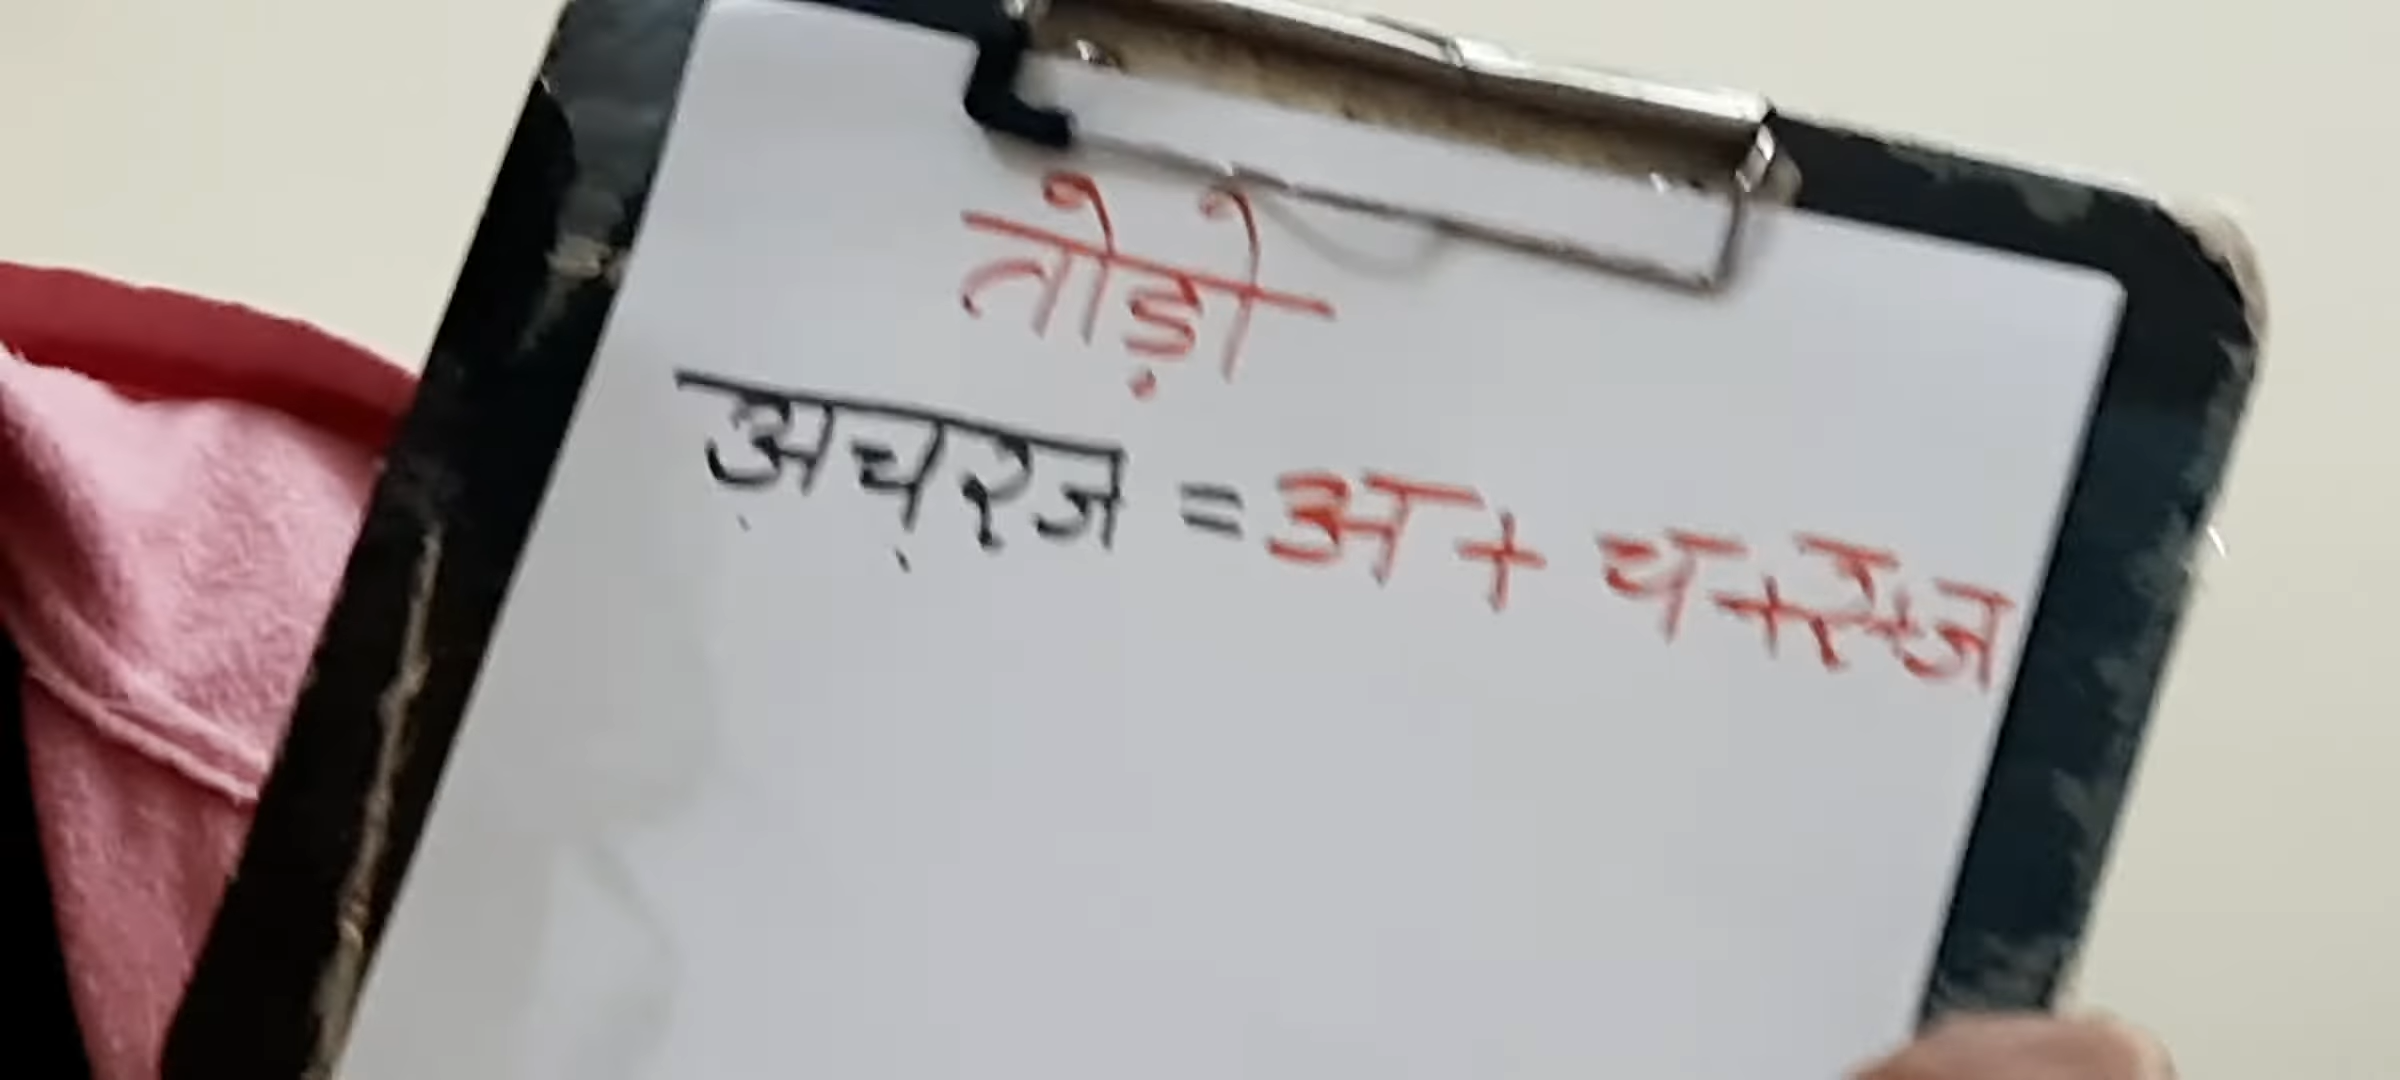 तोड़ो
अचरज = अ + च + र + ज